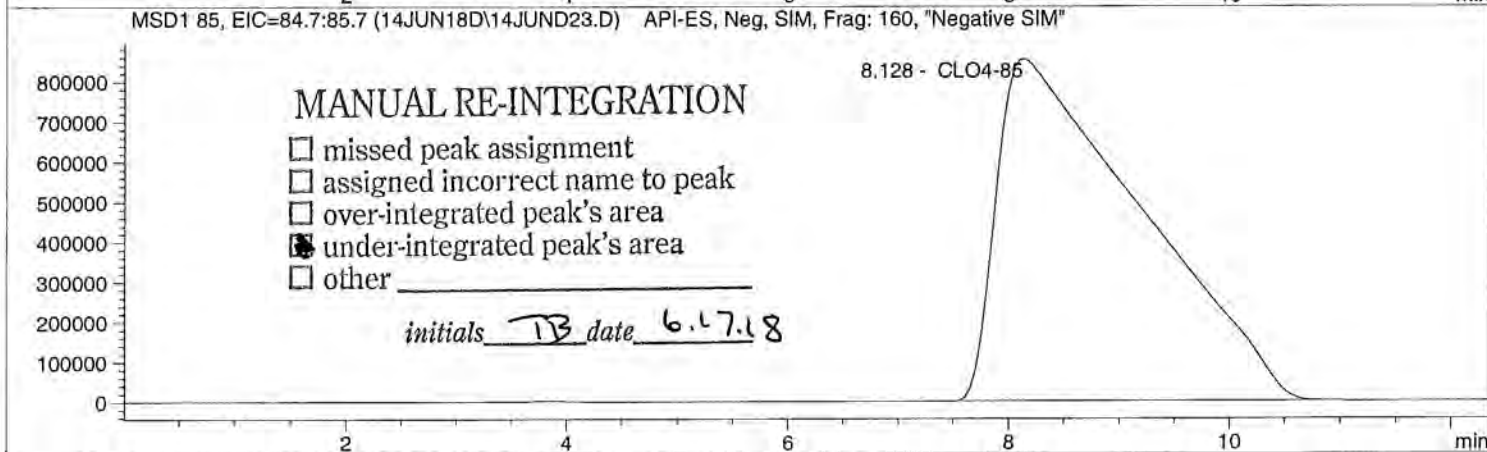 MSD1 85, EIC=84.7:85.7 (14JUN18D\14JUND23.D) API-ES, Neg, SIM, Frag: 160, "Negative SIM"
8.128 - CLO4-85
MANUAL RE-INTEGRATION
missed peak assignment
assigned incorrect name to peak
over-integrated peak's area
under-integrated peak's area
other
initials TB date 6.17.18
800000
700000
600000
500000
400000
300000
200000
100000
0
2 4 6 8 10 min